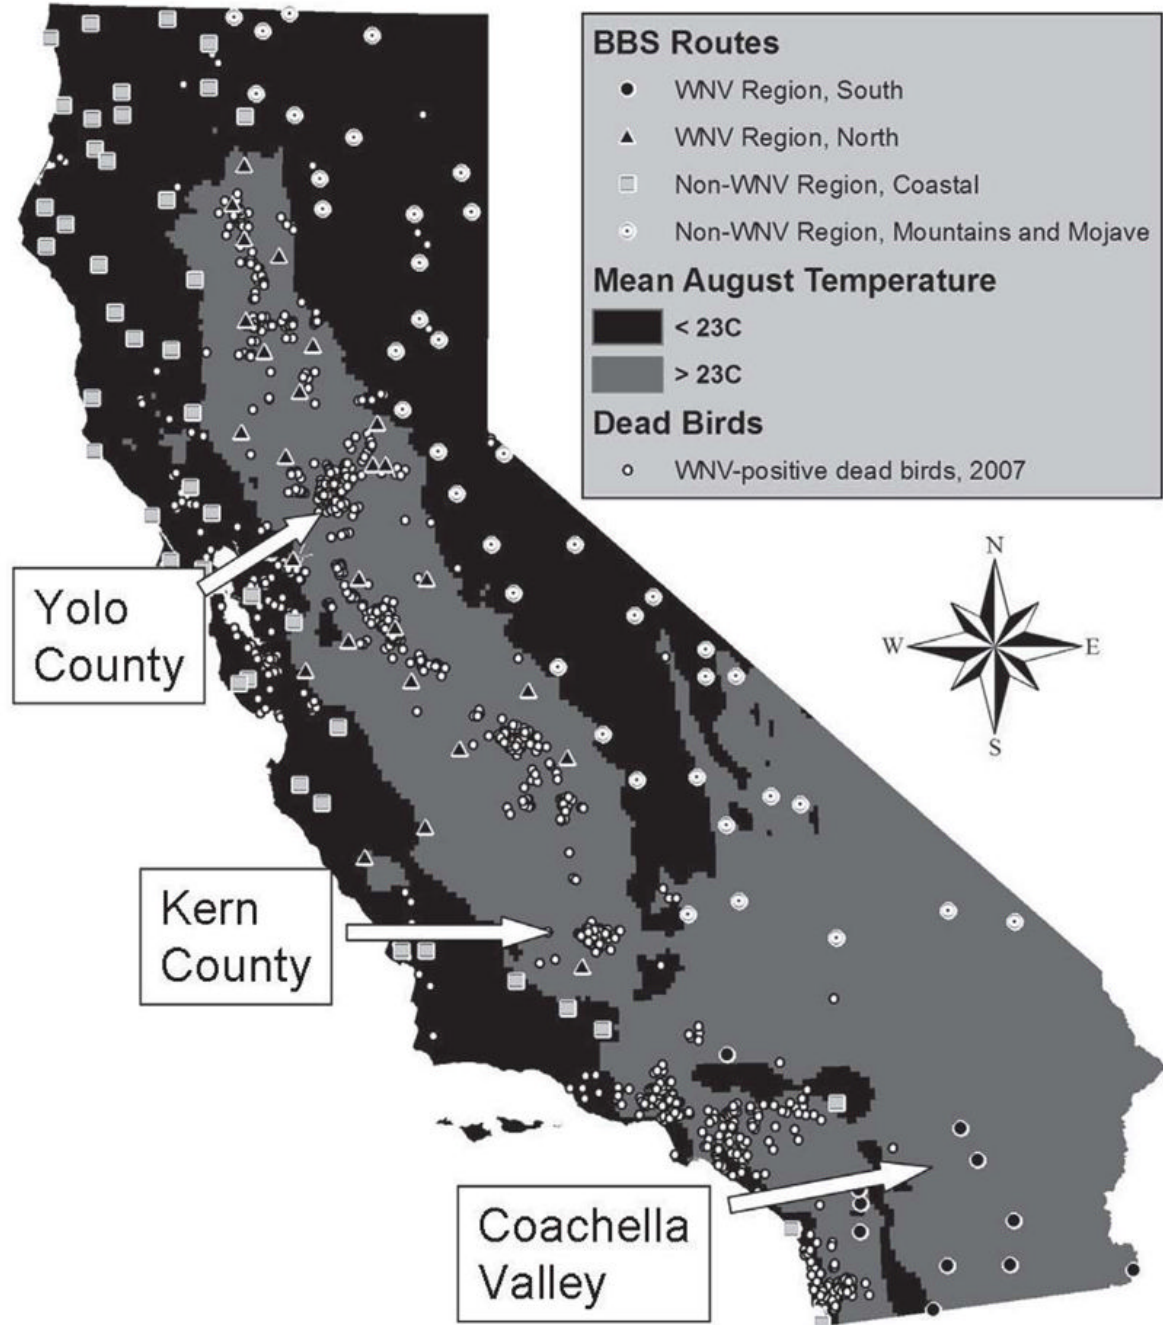 BBS Routes
WNV Region, South
WNV Region, North
Non-WNV Region, Coastal
Non-WNV Region, Mountains and Mojave
Mean August Temperature
< 23C
> 23C
Dead Birds
WNV-positive dead birds, 2007
N
W
E
S
Yolo
County
Kern
County
Coachella
Valley